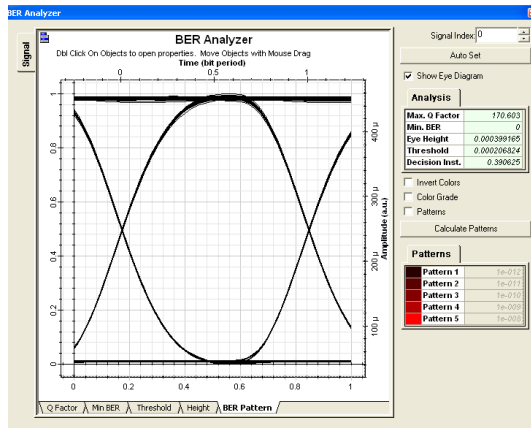 BER Analyzer
Signal Index: 0
Auto Set
Show Eye Diagram
Analysis
Max. Q Factor 170.603
Min. BER 0
Eye Height 0.000399165
Threshold 0.000206824
Decision Inst. 0.390625
Invert Colors
Color Grade
Patterns
Calculate Patterns
Patterns
Pattern 1 1e-012
Pattern 2 1e-011
Pattern 3 1e-010
Pattern 4 1e-009
Pattern 5 1e-008
Signal
BER Analyzer
Dbl Click On Objects to open properties. Move Objects with Mouse Drag
Time (bit period)
0 0.5 1
1
0.8
0.6
0.4
0.2
0
400 µ
300 µ
200 µ
100 µ
Amplitude (a.u.)
0 0.2 0.4 0.6 0.8 1
Q Factor Min BER Threshold Height BER Pattern